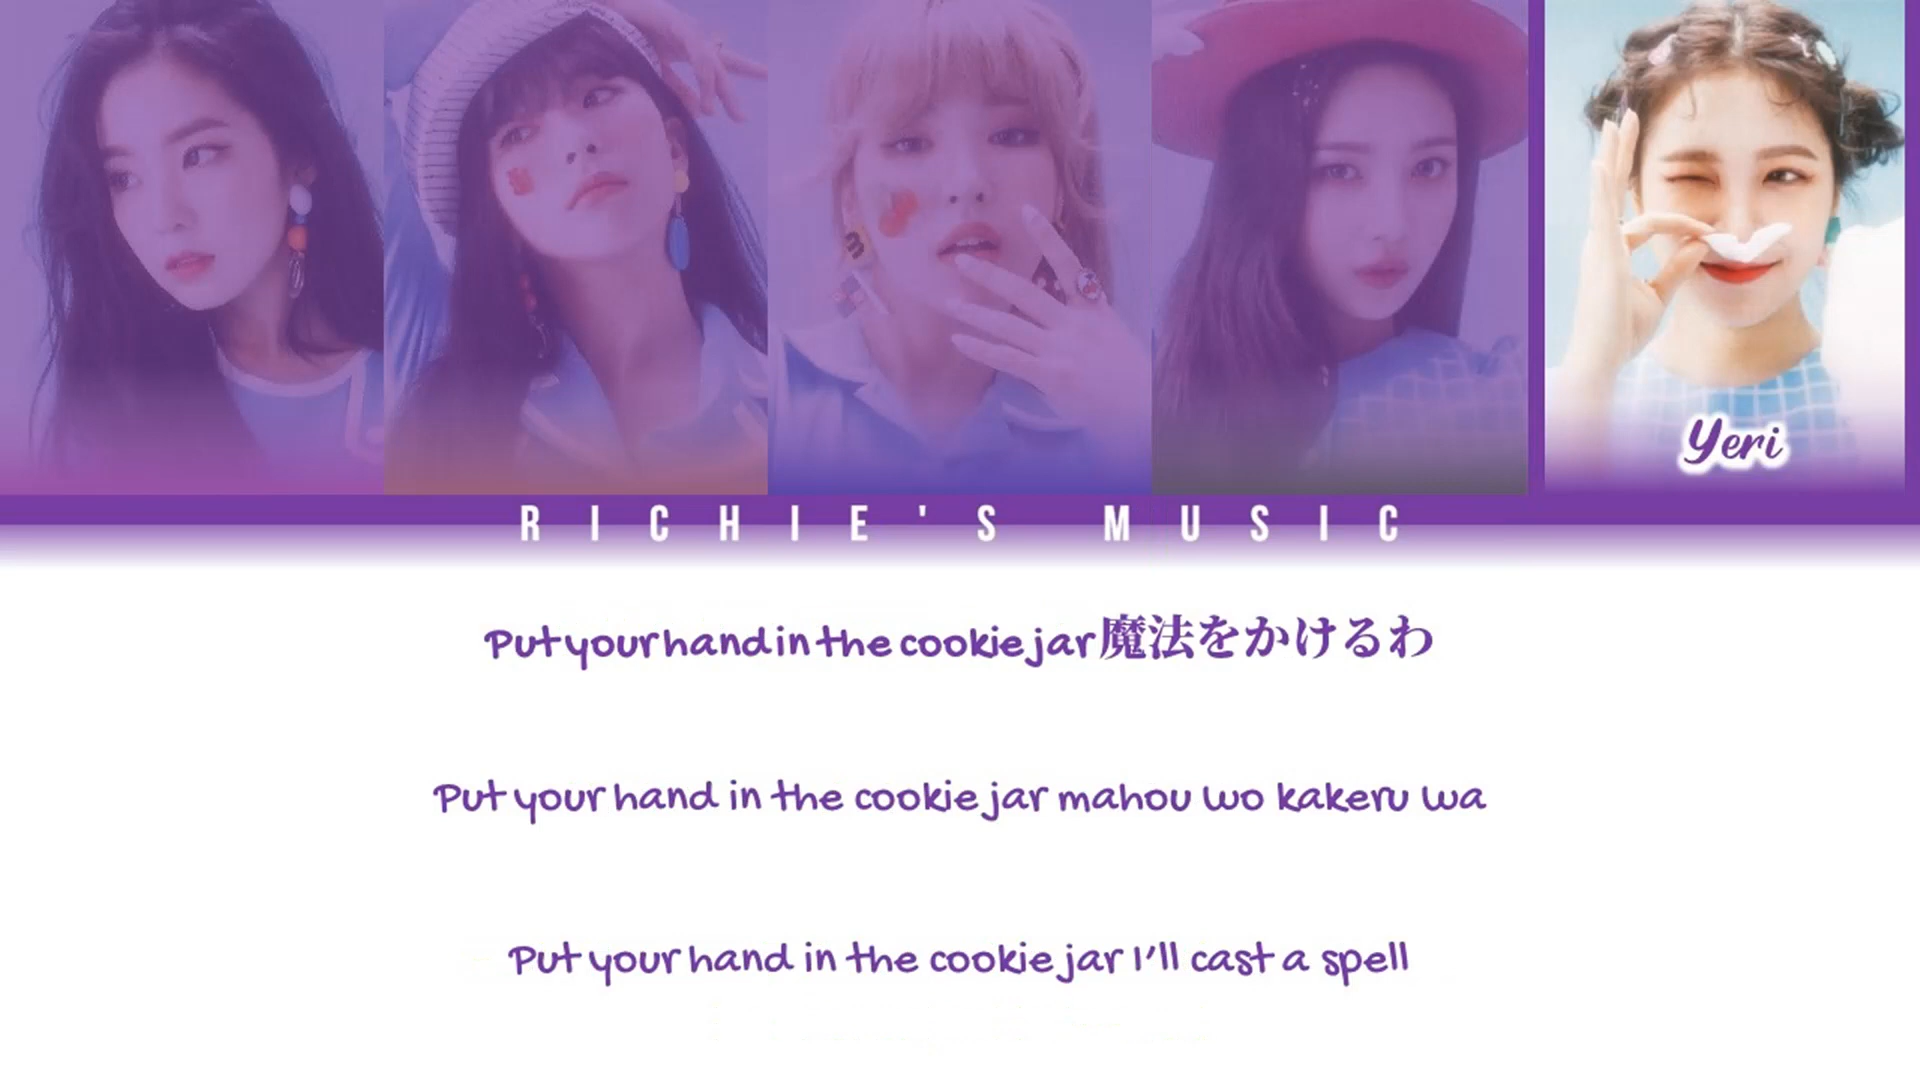 Yeri
RICHIE'S MUSIC
Put your hand in the cookie jar 魔法をかけるわ
Put your hand in the cookie jar mahou wo kakeru wa
Put your hand in the cookie jar I'll cast a spell